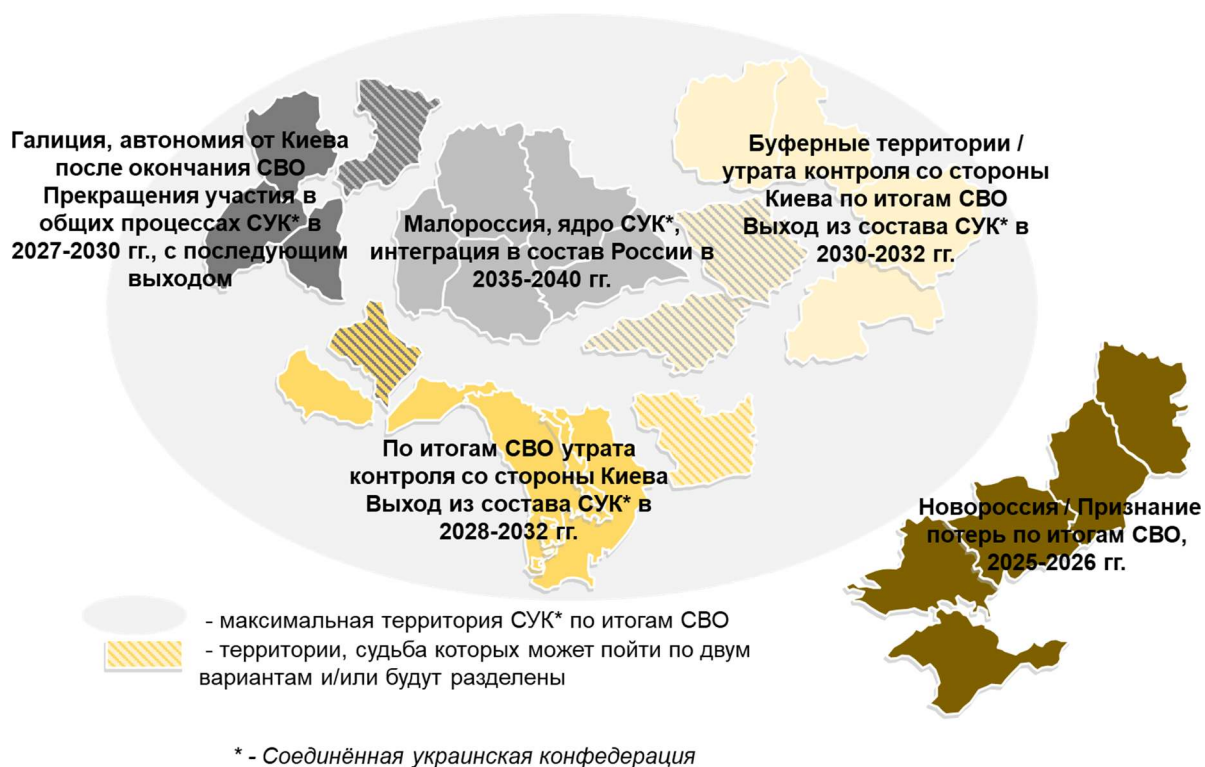 Галиция, автономия от Киева
после окончания СВО
Прекращения участия в
общих процессах СУК* в
2027-2030 гг., с последующим
выходом
Малороссия, ядро СУК*,
интеграция в состав России в
2035-2040 гг.
Буферные территории /
утрата контроля со стороны
Киева по итогам СВО
Выход из состава СУК* в
2030-2032 гг.
По итогам СВО утрата
контроля со стороны Киева
Выход из состава СУК* в
2028-2032 гг.
Новороссия / Признание
потерь по итогам СВО,
2025-2026 гг.
- максимальная территория СУК* по итогам СВО
- территории, судьба которых может пойти по двум
вариантам и/или будут разделены
* - Соединённая украинская конфедерация